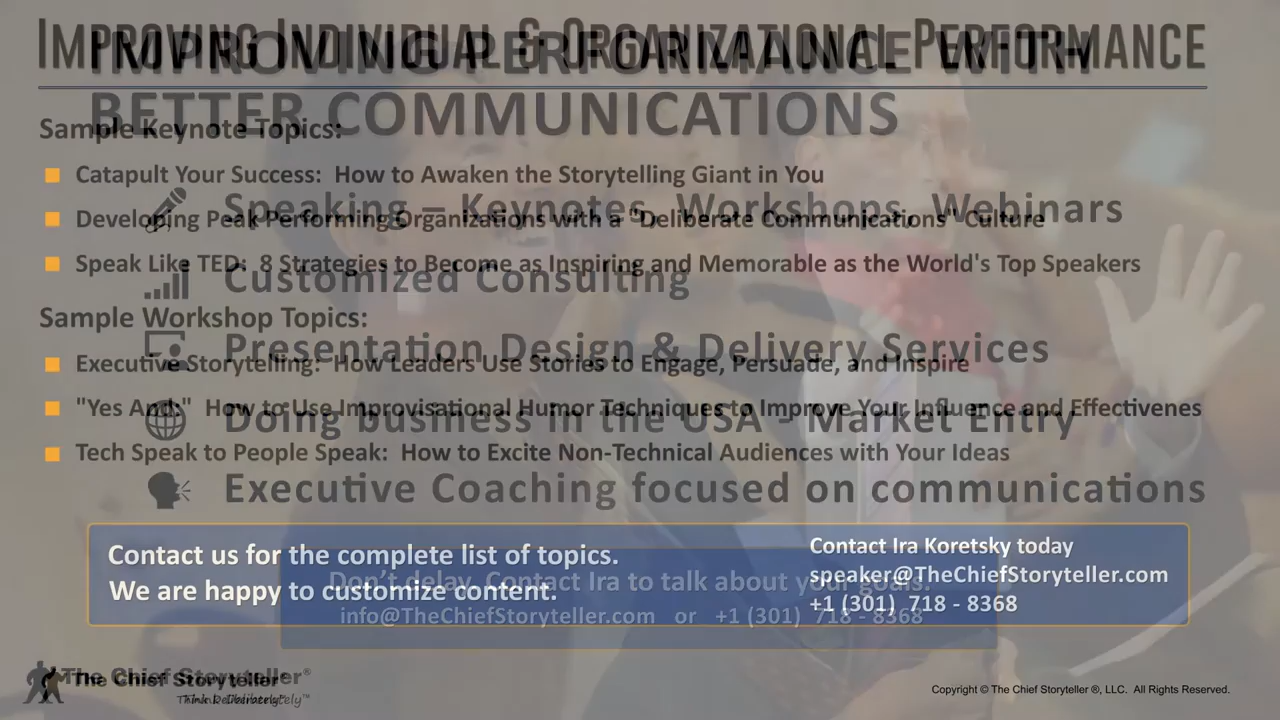 Improving Individual & Organizational Performance
IMPROVING PERFORMANCE WITH
BETTER COMMUNICATIONS
Sample Keynote Topics:
Catapult Your Success: How to Awaken the Storytelling Giant in You
Speaking – Keynotes, Workshops, Webinars
Developing Peak Performing Organizations with a "Deliberate Communications" Culture
Speak Like TED: 8 Strategies to Become as Inspiring and Memorable as the World's Top Speakers
Customized Consulting
Sample Workshop Topics:
Presentation Design & Delivery Services
Executive Storytelling: How Leaders Use Stories to Engage, Persuade, and Inspire
"Yes And:" How to Use Improvisational Humor Techniques to Improve Your Influence and Effectivenes
Doing business in the USA - Market Entry
Tech Speak to People Speak: How to Excite Non-Technical Audiences with Your Ideas
Executive Coaching focused on communications
Contact us for the complete list of topics.
We are happy to customize content.
Contact Ira Koretsky today
speaker@TheChiefStoryteller.com
+1 (301) 718 - 8368
Don't delay. Contact Ira to talk about your goals.
info@TheChiefStoryteller.com or +1 (301) 718 - 8368
The Chief Storyteller®
Think Deliberately™
Copyright © The Chief Storyteller ®, LLC. All Rights Reserved.